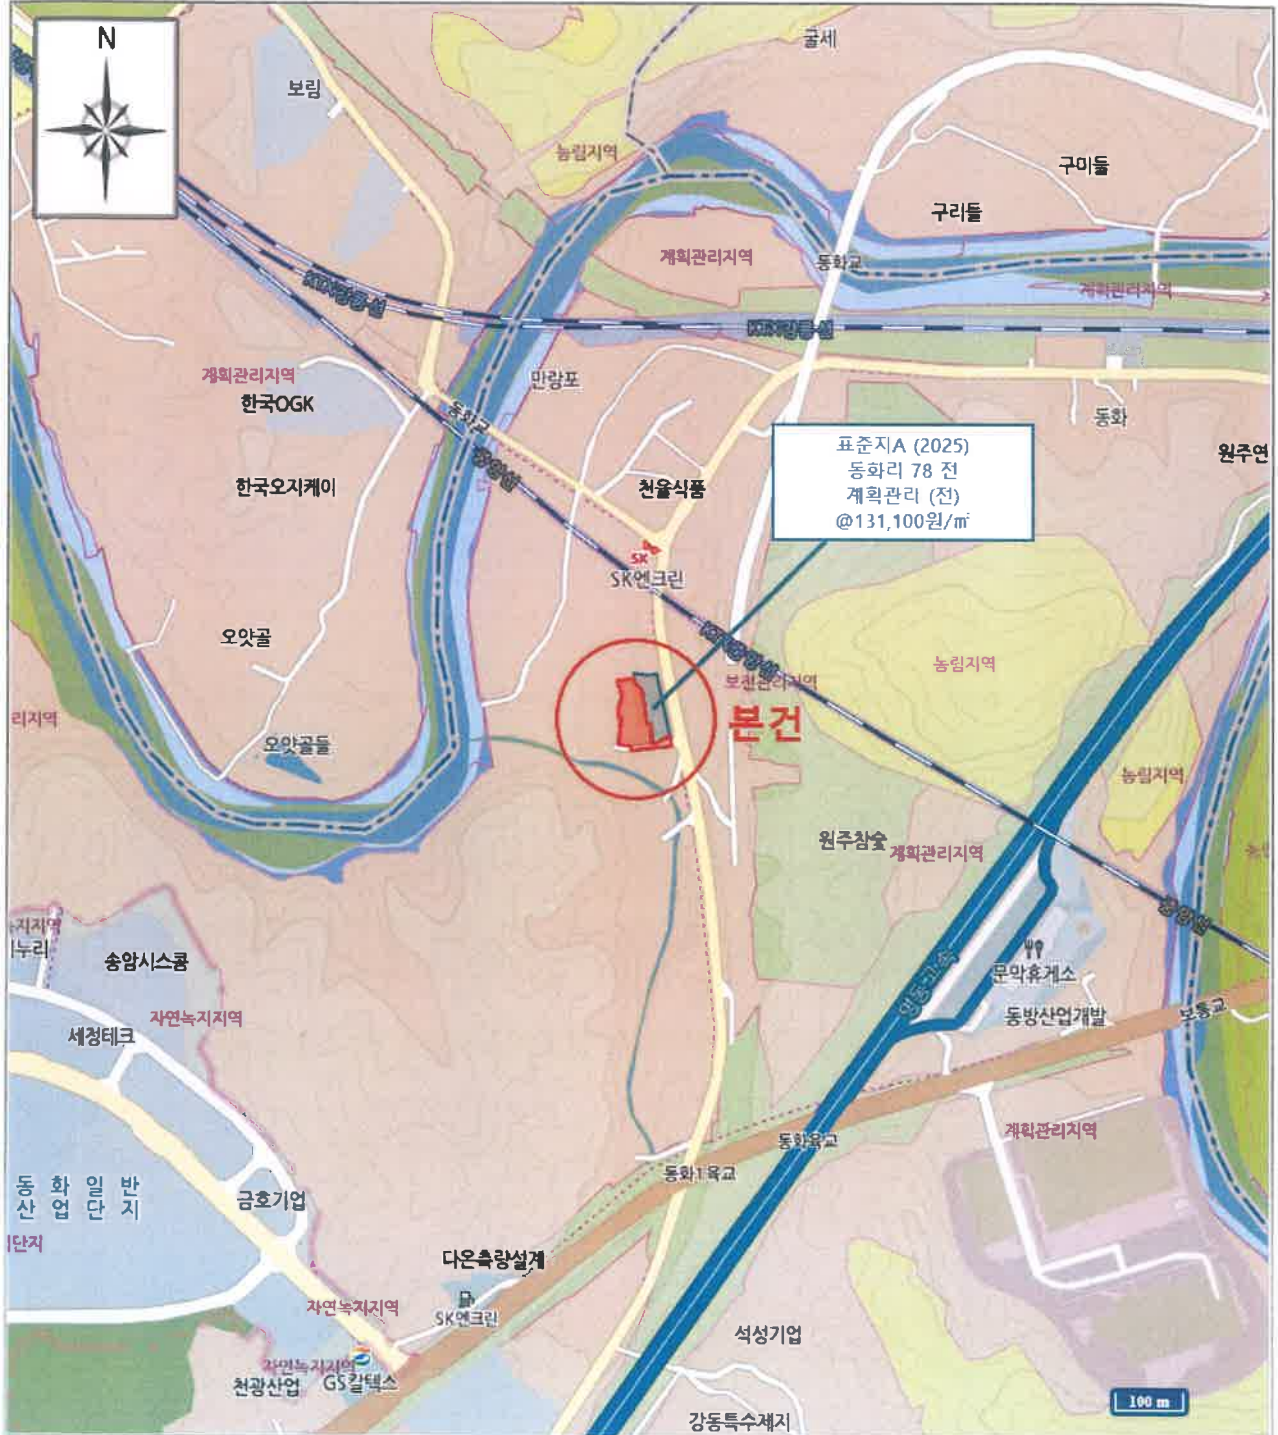 N
굴세
보림
농림지역
구미들
구리들
계획관리지역
동화교
계획관리지역
KTX강릉선
KTX강릉선
계획관리지역
한국OGK
만랑포
동화교
동화
표준지A (2025)
동화리 78 전
계획관리 (전)
@131,100원/㎡
원주연
중앙선
한국오지케이
천율식품
SK
SK엔크린
오얏골
농림지역
보전관리지역
리지역
본건
오얏골들
농림지역
원주참숯
계획관리지역
중앙선
누리
송암시스콤
문막휴게소
영동고속
자연녹지지역
동방산업개발
보통교
세정테크
계획관리지역
동화육교
동화1육교
동화일반
산업단지
금호기업
단지
다온측량설계
자연녹지지역
SK엔크린
석성기업
자연녹지지역
천광산업
GS칼텍스
100 m
강동특수제지